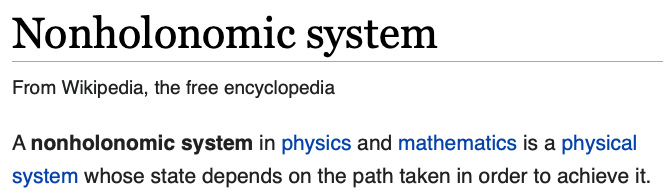 Nonholonomic system
From Wikipedia, the free encyclopedia
A nonholonomic system in physics and mathematics is a physical
system whose state depends on the path taken in order to achieve it.